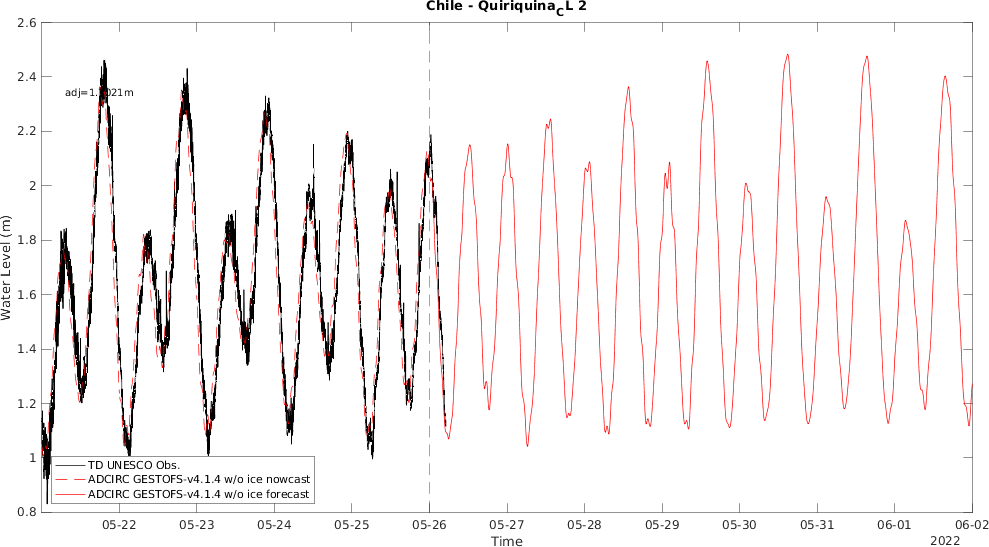 Chile - Quiriquina_CL 2
2.6
2.4
2.2
2
1.8
1.6
1.4
1.2
1
0.8
Water Level (m)
TD UNESCO Obs.
ADCIRC GESTOFS-v4.1.4 w/o ice nowcast
ADCIRC GESTOFS-v4.1.4 w/o ice forecast
05-22 05-23 05-24 05-25 05-26 05-27 05-28 05-29 05-30 05-31 06-01 06-02
Time
2022